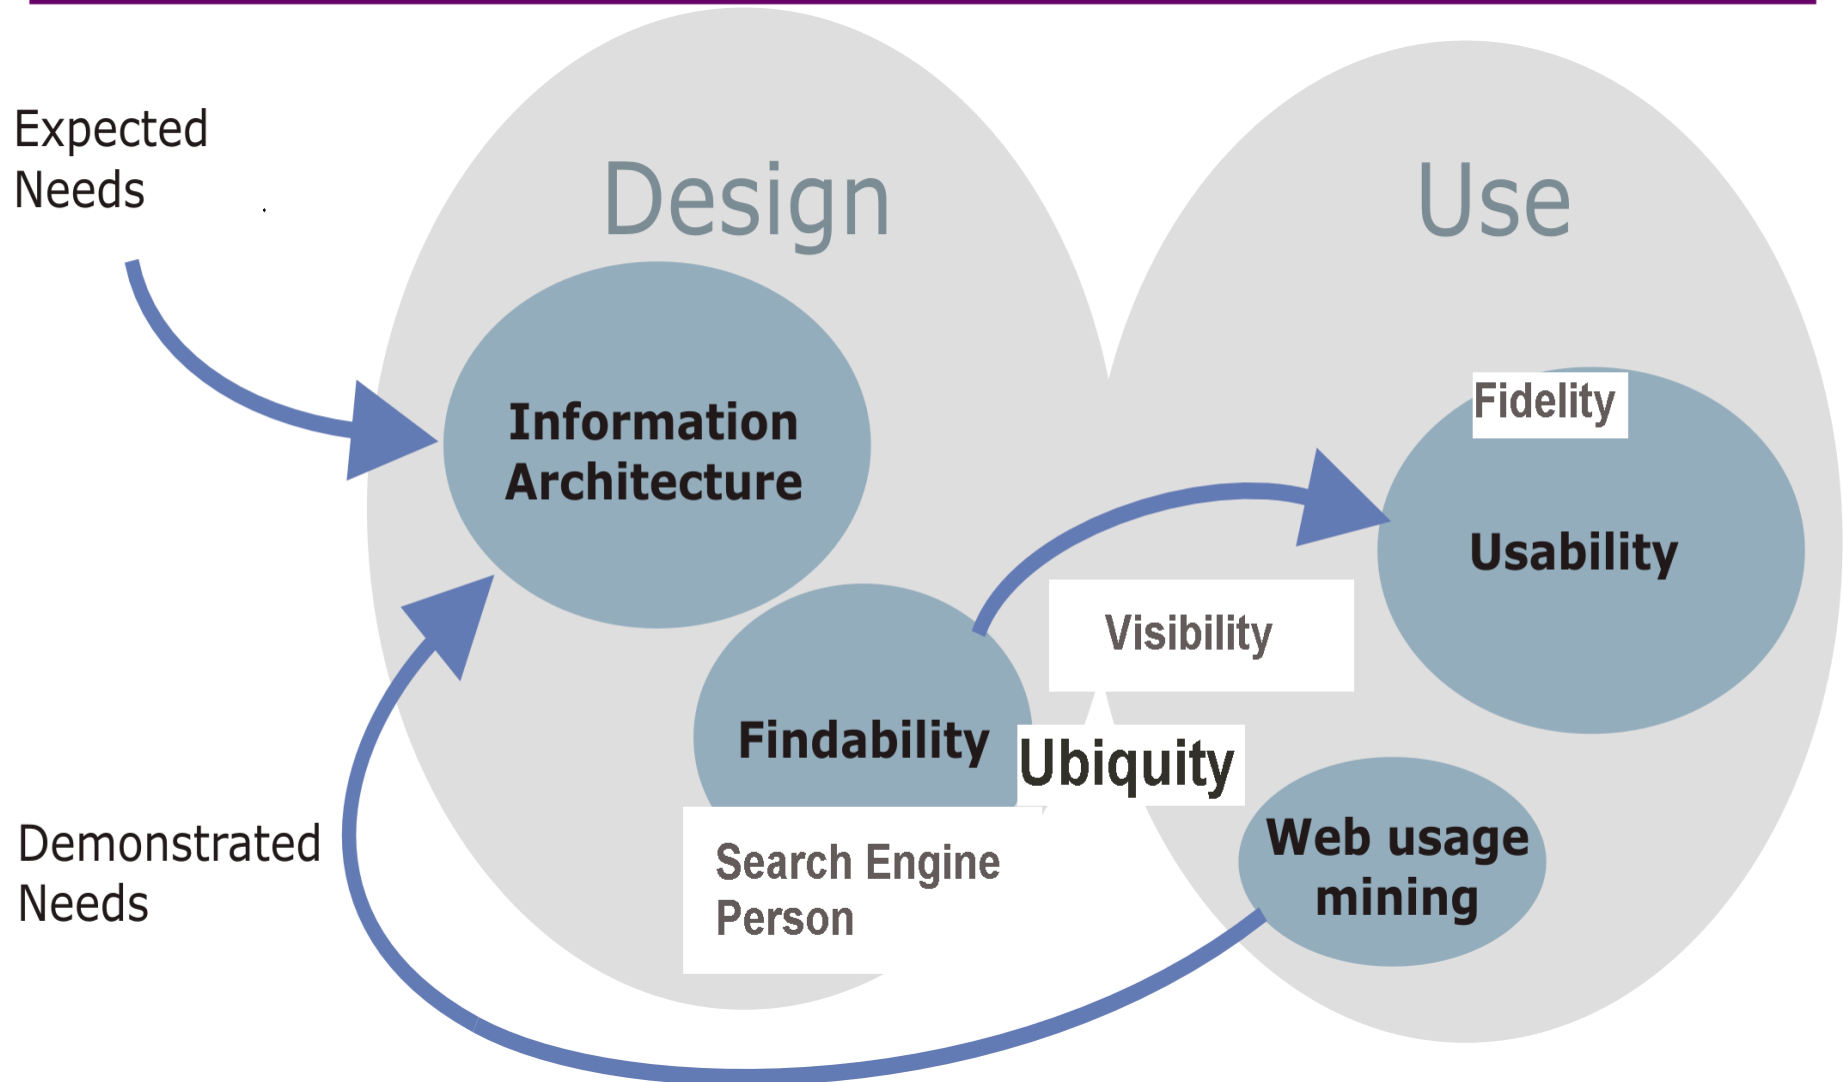 Expected
Needs
Design
Use
Information
Architecture
Fidelity
Usability
Visibility
Findability
Ubiquity
Demonstrated
Needs
Search Engine
Person
Web usage
mining